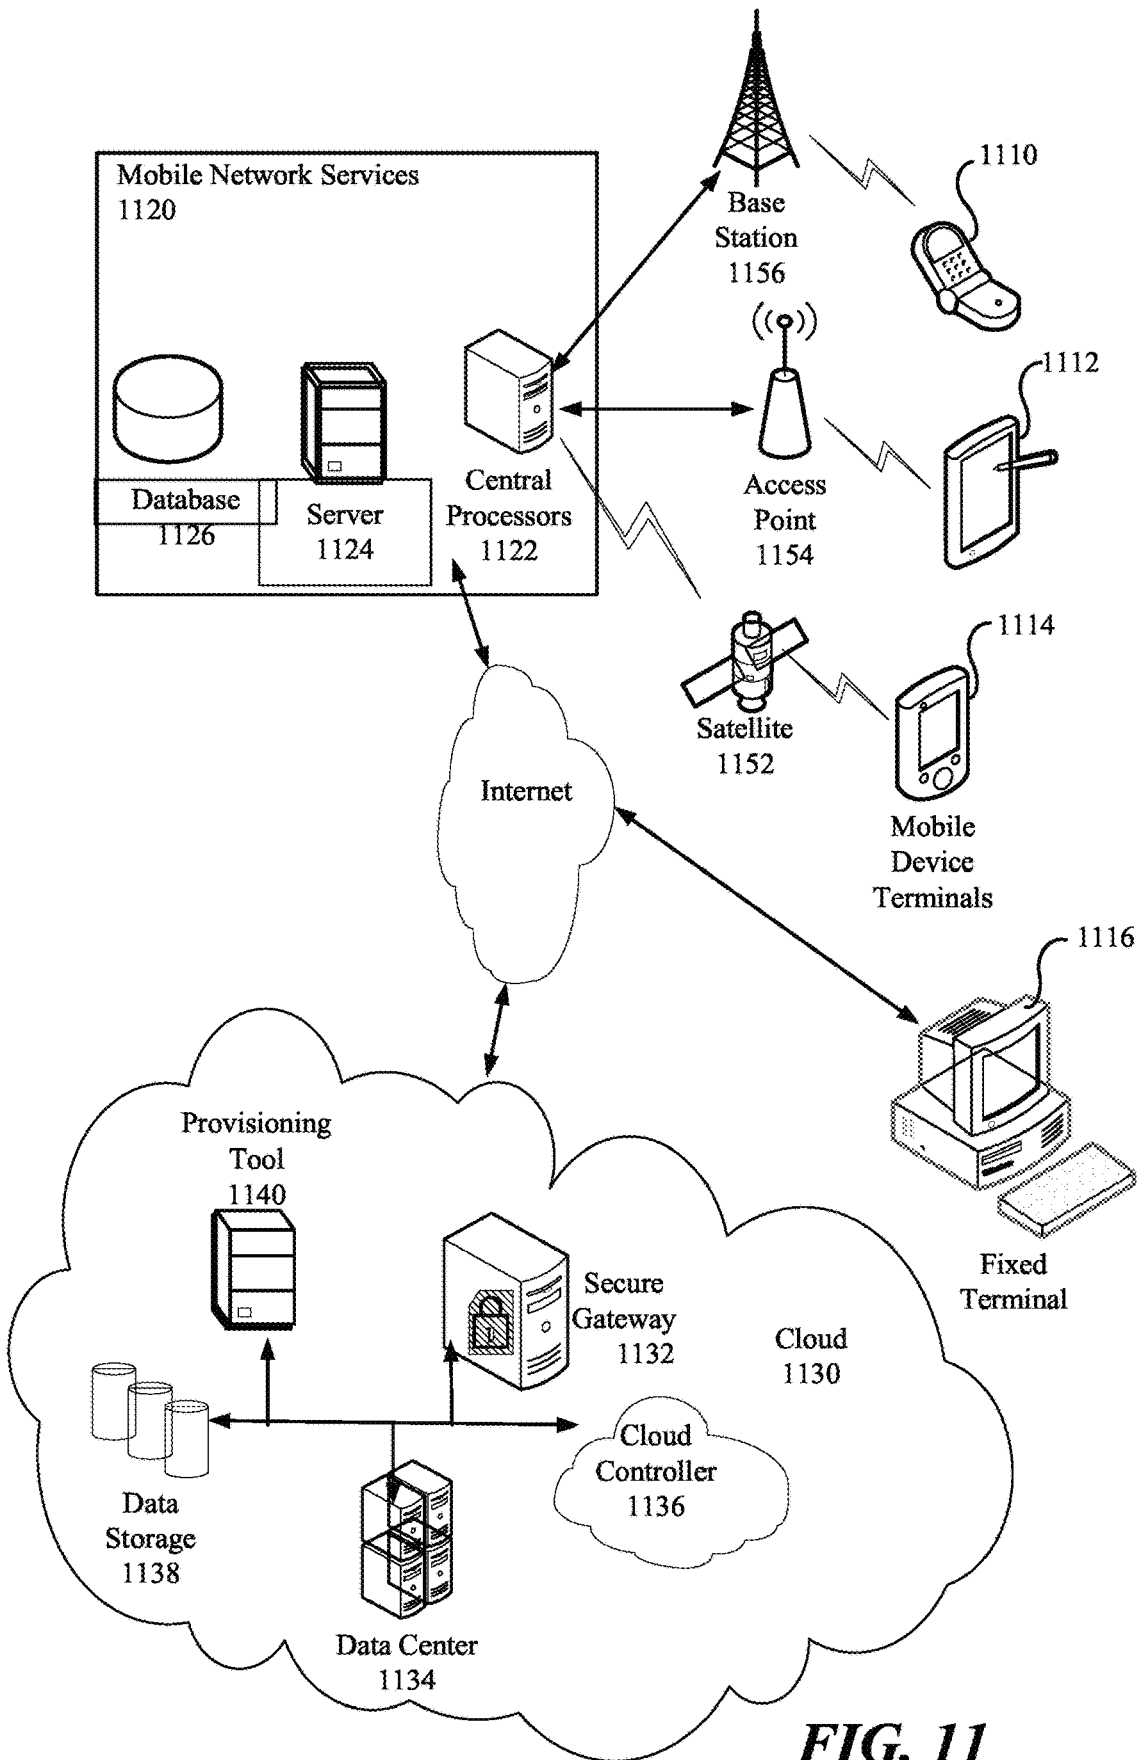 Mobile Network Services
1120
Base
Station
1156
1110
1112
Database
1126
Server
1124
Central
Processors
1122
Access
Point
1154
1114
Satellite
1152
Internet
Mobile
Device
Terminals
1116
Provisioning
Tool
1140
Fixed
Terminal
Secure
Gateway
1132
Cloud
1130
Cloud
Controller
1136
Data
Storage
1138
Data Center
1134
FIG. 11